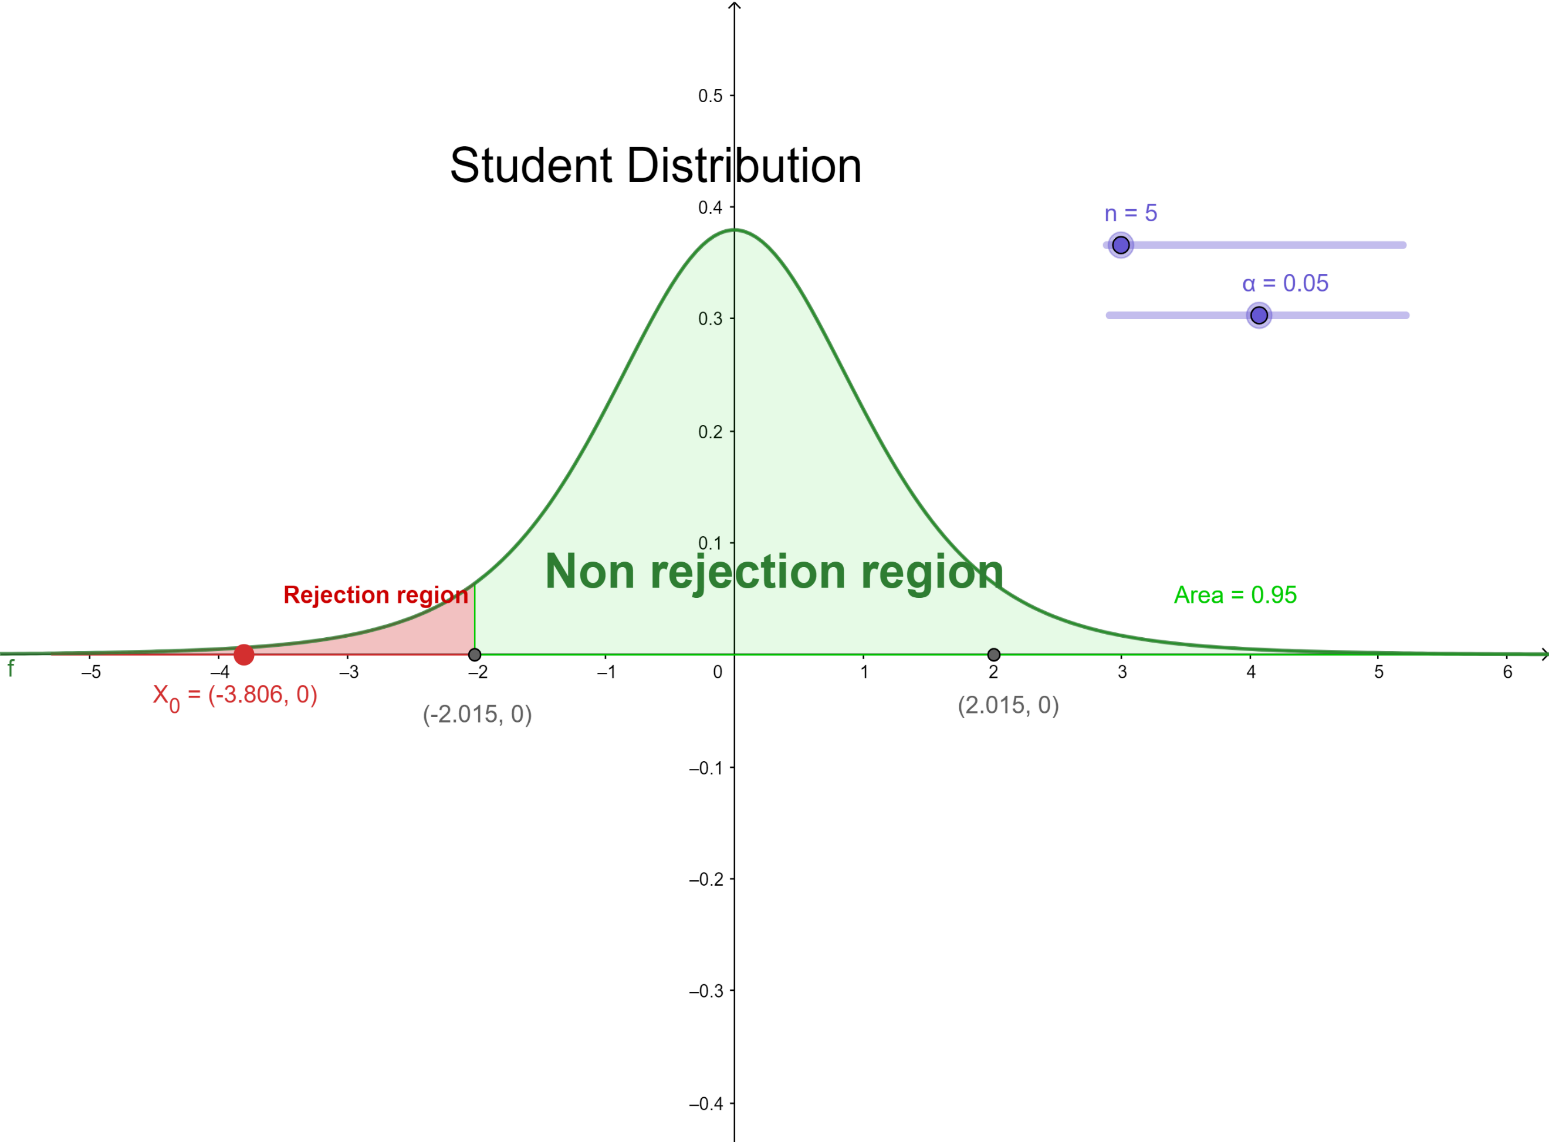 0.5
Student Distribution
0.4
n = 5
α = 0.05
0.3
0.2
0.1
Non rejection region
Rejection region
Area = 0.95
f
–5
–4
–3
–2
–1
0
1
2
3
4
5
6
X0 = (-3.806, 0)
(-2.015, 0)
(2.015, 0)
–0.1
–0.2
–0.3
–0.4